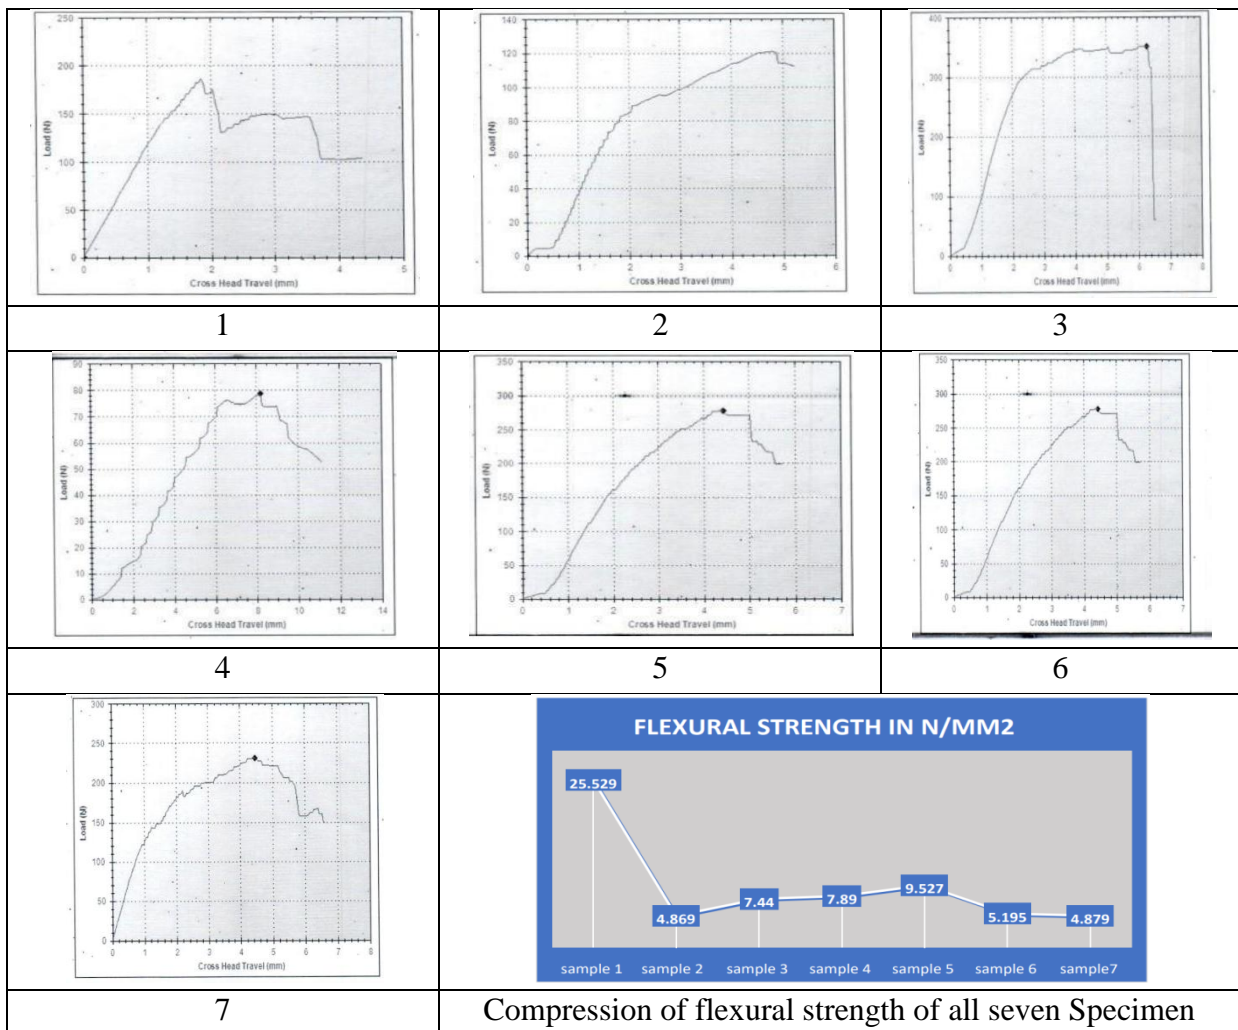 250
200
150
100
50
0
Load (N)
0 1 2 3 4 5
Cross Head Travel (mm)
1
140
120
100
80
60
40
20
0
Load (N)
0 1 2 3 4 5 6
Cross Head Travel (mm)
2
400
300
200
100
0
Load (N)
0 1 2 3 4 5 6 7 8
Cross Head Travel (mm)
3
90
80
70
60
50
40
30
20
10
0
Load (N)
0 2 4 6 8 10 12 14
Cross Head Travel (mm)
4
350
300
250
200
150
100
50
0
Load (N)
0 1 2 3 4 5 6 7
Cross Head Travel (mm)
5
350
300
250
200
150
100
50
0
Load (N)
0 1 2 3 4 5 6 7
Cross Head Travel (mm)
6
300
250
200
150
100
50
0
Load (N)
0 1 2 3 4 5 6 7 8
Cross Head Travel (mm)
7
FLEXURAL STRENGTH IN N/MM2
25.529
4.869
7.44
7.89
9.527
5.195
4.879
sample 1 sample 2 sample 3 sample 4 sample 5 sample 6 sample7
Compression of flexural strength of all seven Specimen